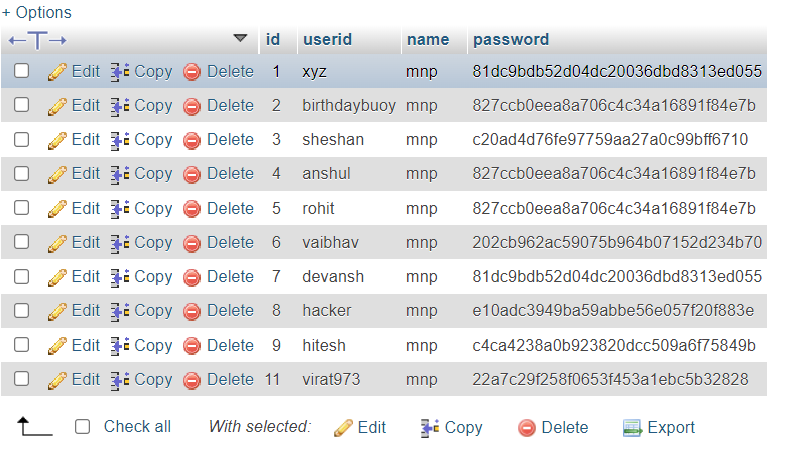 + Options
id userid name password
Edit Copy Delete 1 xyz mnp 81dc9bdb52d04dc20036dbd8313ed055
Edit Copy Delete 2 birthdaybuoy mnp 827ccb0eea8a706c4c34a16891f84e7b
Edit Copy Delete 3 sheshan mnp c20ad4d76fe97759aa27a0c99bff6710
Edit Copy Delete 4 anshul mnp 827ccb0eea8a706c4c34a16891f84e7b
Edit Copy Delete 5 rohit mnp 827ccb0eea8a706c4c34a16891f84e7b
Edit Copy Delete 6 vaibhav mnp 202cb962ac59075b964b07152d234b70
Edit Copy Delete 7 devansh mnp 81dc9bdb52d04dc20036dbd8313ed055
Edit Copy Delete 8 hacker mnp e10adc3949ba59abbe56e057f20f883e
Edit Copy Delete 9 hitesh mnp c4ca4238a0b923820dcc509a6f75849b
Edit Copy Delete 11 virat973 mnp 22a7c29f258f0653f453a1ebc5b32828
Check all With selected: Edit Copy Delete Export